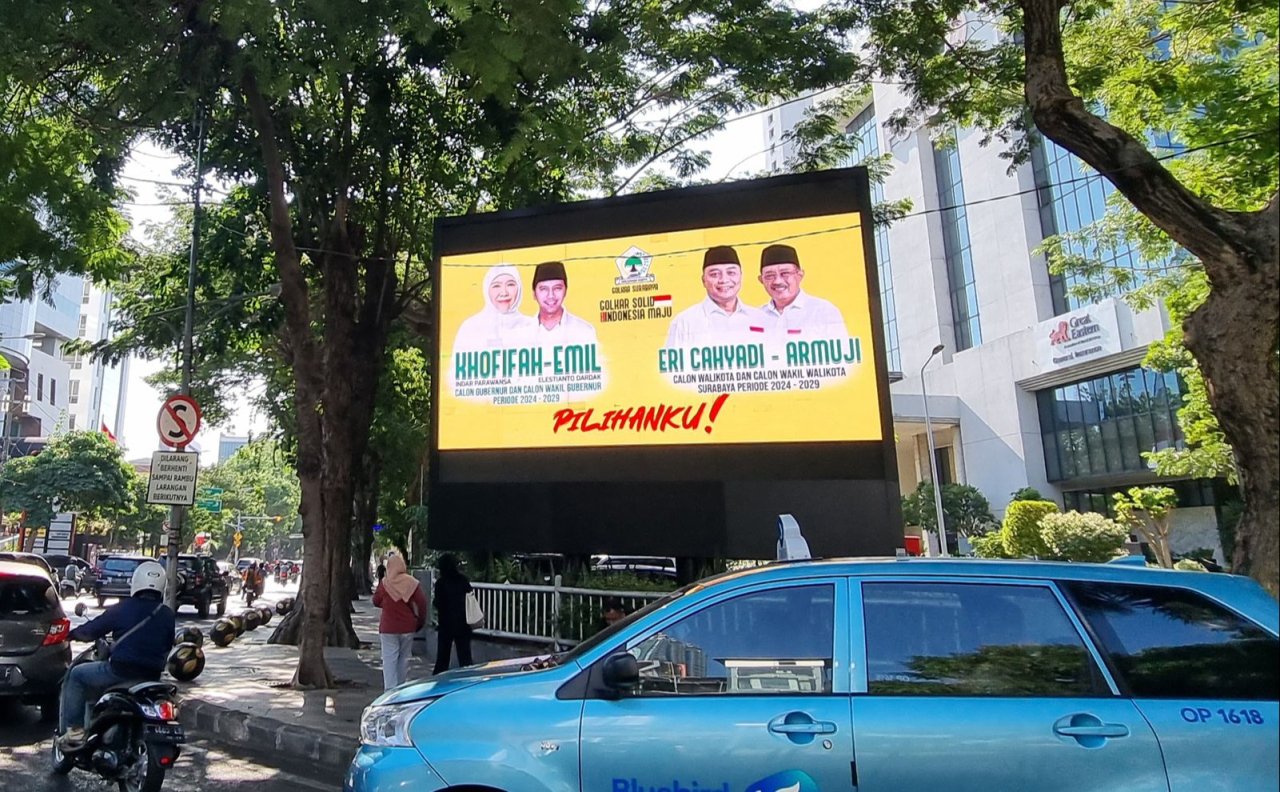 GOLKAR SURABAYA
GOLKAR SOLID
INDONESIA MAJU
KHOFIFAH-EMIL
INDAR PARAWANSA ELESTIANTO DARDAK
CALON GUBERNUR DAN CALON WAKIL GUBERNUR
PERIODE 2024 - 2029
ERI CAHYADI - ARMUJI
CALON WALIKOTA DAN CALON WAKIL WALIKOTA
SURABAYA PERIODE 2024 - 2029
PILIHANKU!
Great
Eastern
General Insurance
S
DILARANG
BERHENTI
SAMPAI RAMBU
LARANGAN
BERIKUTNYA
OP 1618
Bluebird